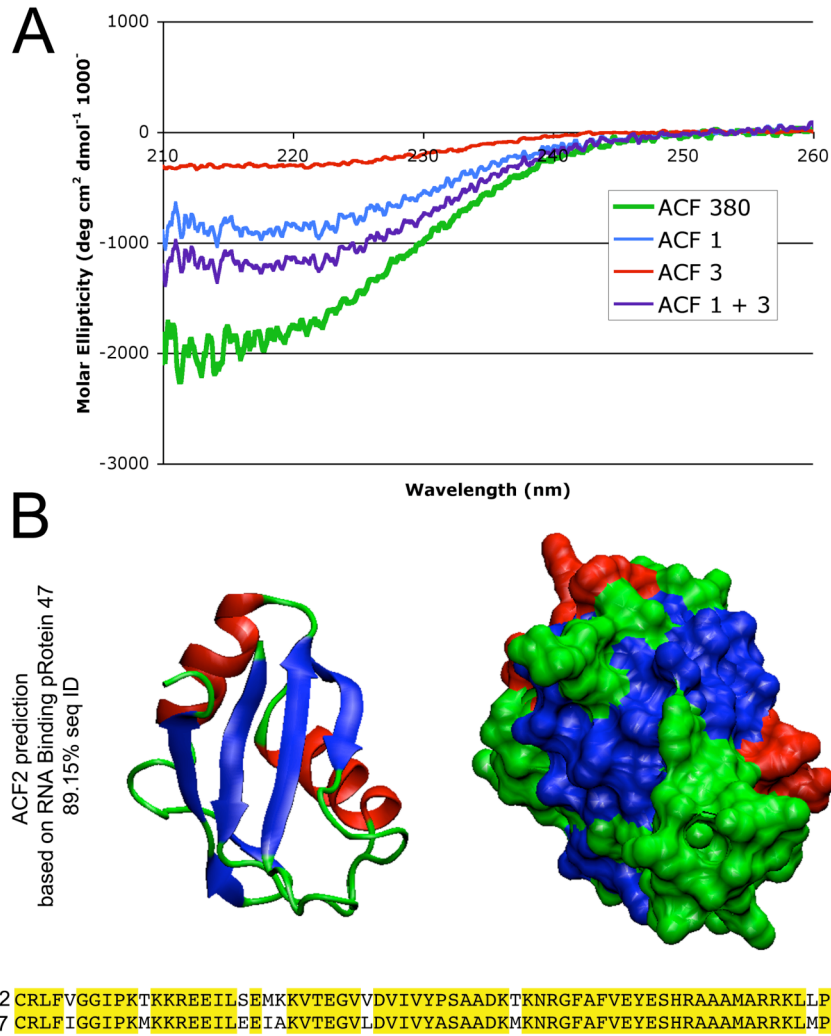 A
1000
0
-1000
-2000
-3000
210
220
230
240
250
260
Molar Ellipticity (deg cm² dmol⁻¹ 1000⁻
Wavelength (nm)
ACF 380
ACF 1
ACF 3
ACF 1 + 3
B
ACF2 prediction
based on RNA Binding pRotein 47
89.15% seq ID
2 CRLFVGGIPKTKKREEILSEMKKVTEGVVDVIVYPSAADKTKNRGFAFVEYESHRAAAMARRKLLP
7 CRLFIGGIPKMKKREEILEEIAKVTEGVLDVIVYASAADKMKNRGFAFVEYESHRAAAMARRKLMP